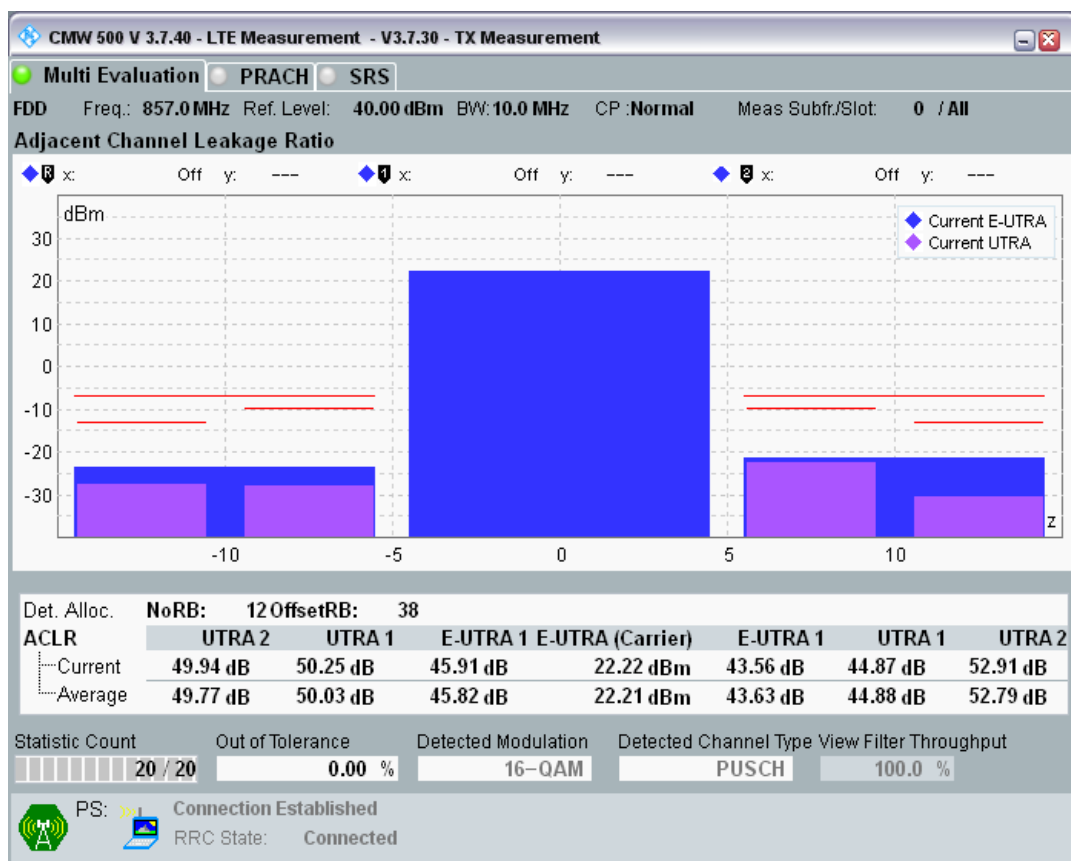 CMW 500 V 3.7.40 - LTE Measurement - V3.7.30 - TX Measurement
Multi Evaluation PRACH SRS
FDD Freq.: 857.0 MHz Ref. Level: 40.00 dBm BW: 10.0 MHz CP :Normal Meas Subfr./Slot: 0 / All
Adjacent Channel Leakage Ratio
R x: Off y: --- 1 x: Off y: --- 2 x: Off y: ---
dBm
Current E-UTRA
Current UTRA
30
20
10
0
-10
-20
-30
z
-10 -5 0 5 10
Det. Alloc. NoRB: 12 OffsetRB: 38
ACLR UTRA 2 UTRA 1 E-UTRA 1 E-UTRA (Carrier) E-UTRA 1 UTRA 1 UTRA 2
Current 49.94 dB 50.25 dB 45.91 dB 22.22 dBm 43.56 dB 44.87 dB 52.91 dB
Average 49.77 dB 50.03 dB 45.82 dB 22.21 dBm 43.63 dB 44.88 dB 52.79 dB
Statistic Count Out of Tolerance Detected Modulation Detected Channel Type View Filter Throughput
20 / 20 0.00 % 16-QAM PUSCH 100.0 %
PS: Connection Established
RRC State: Connected